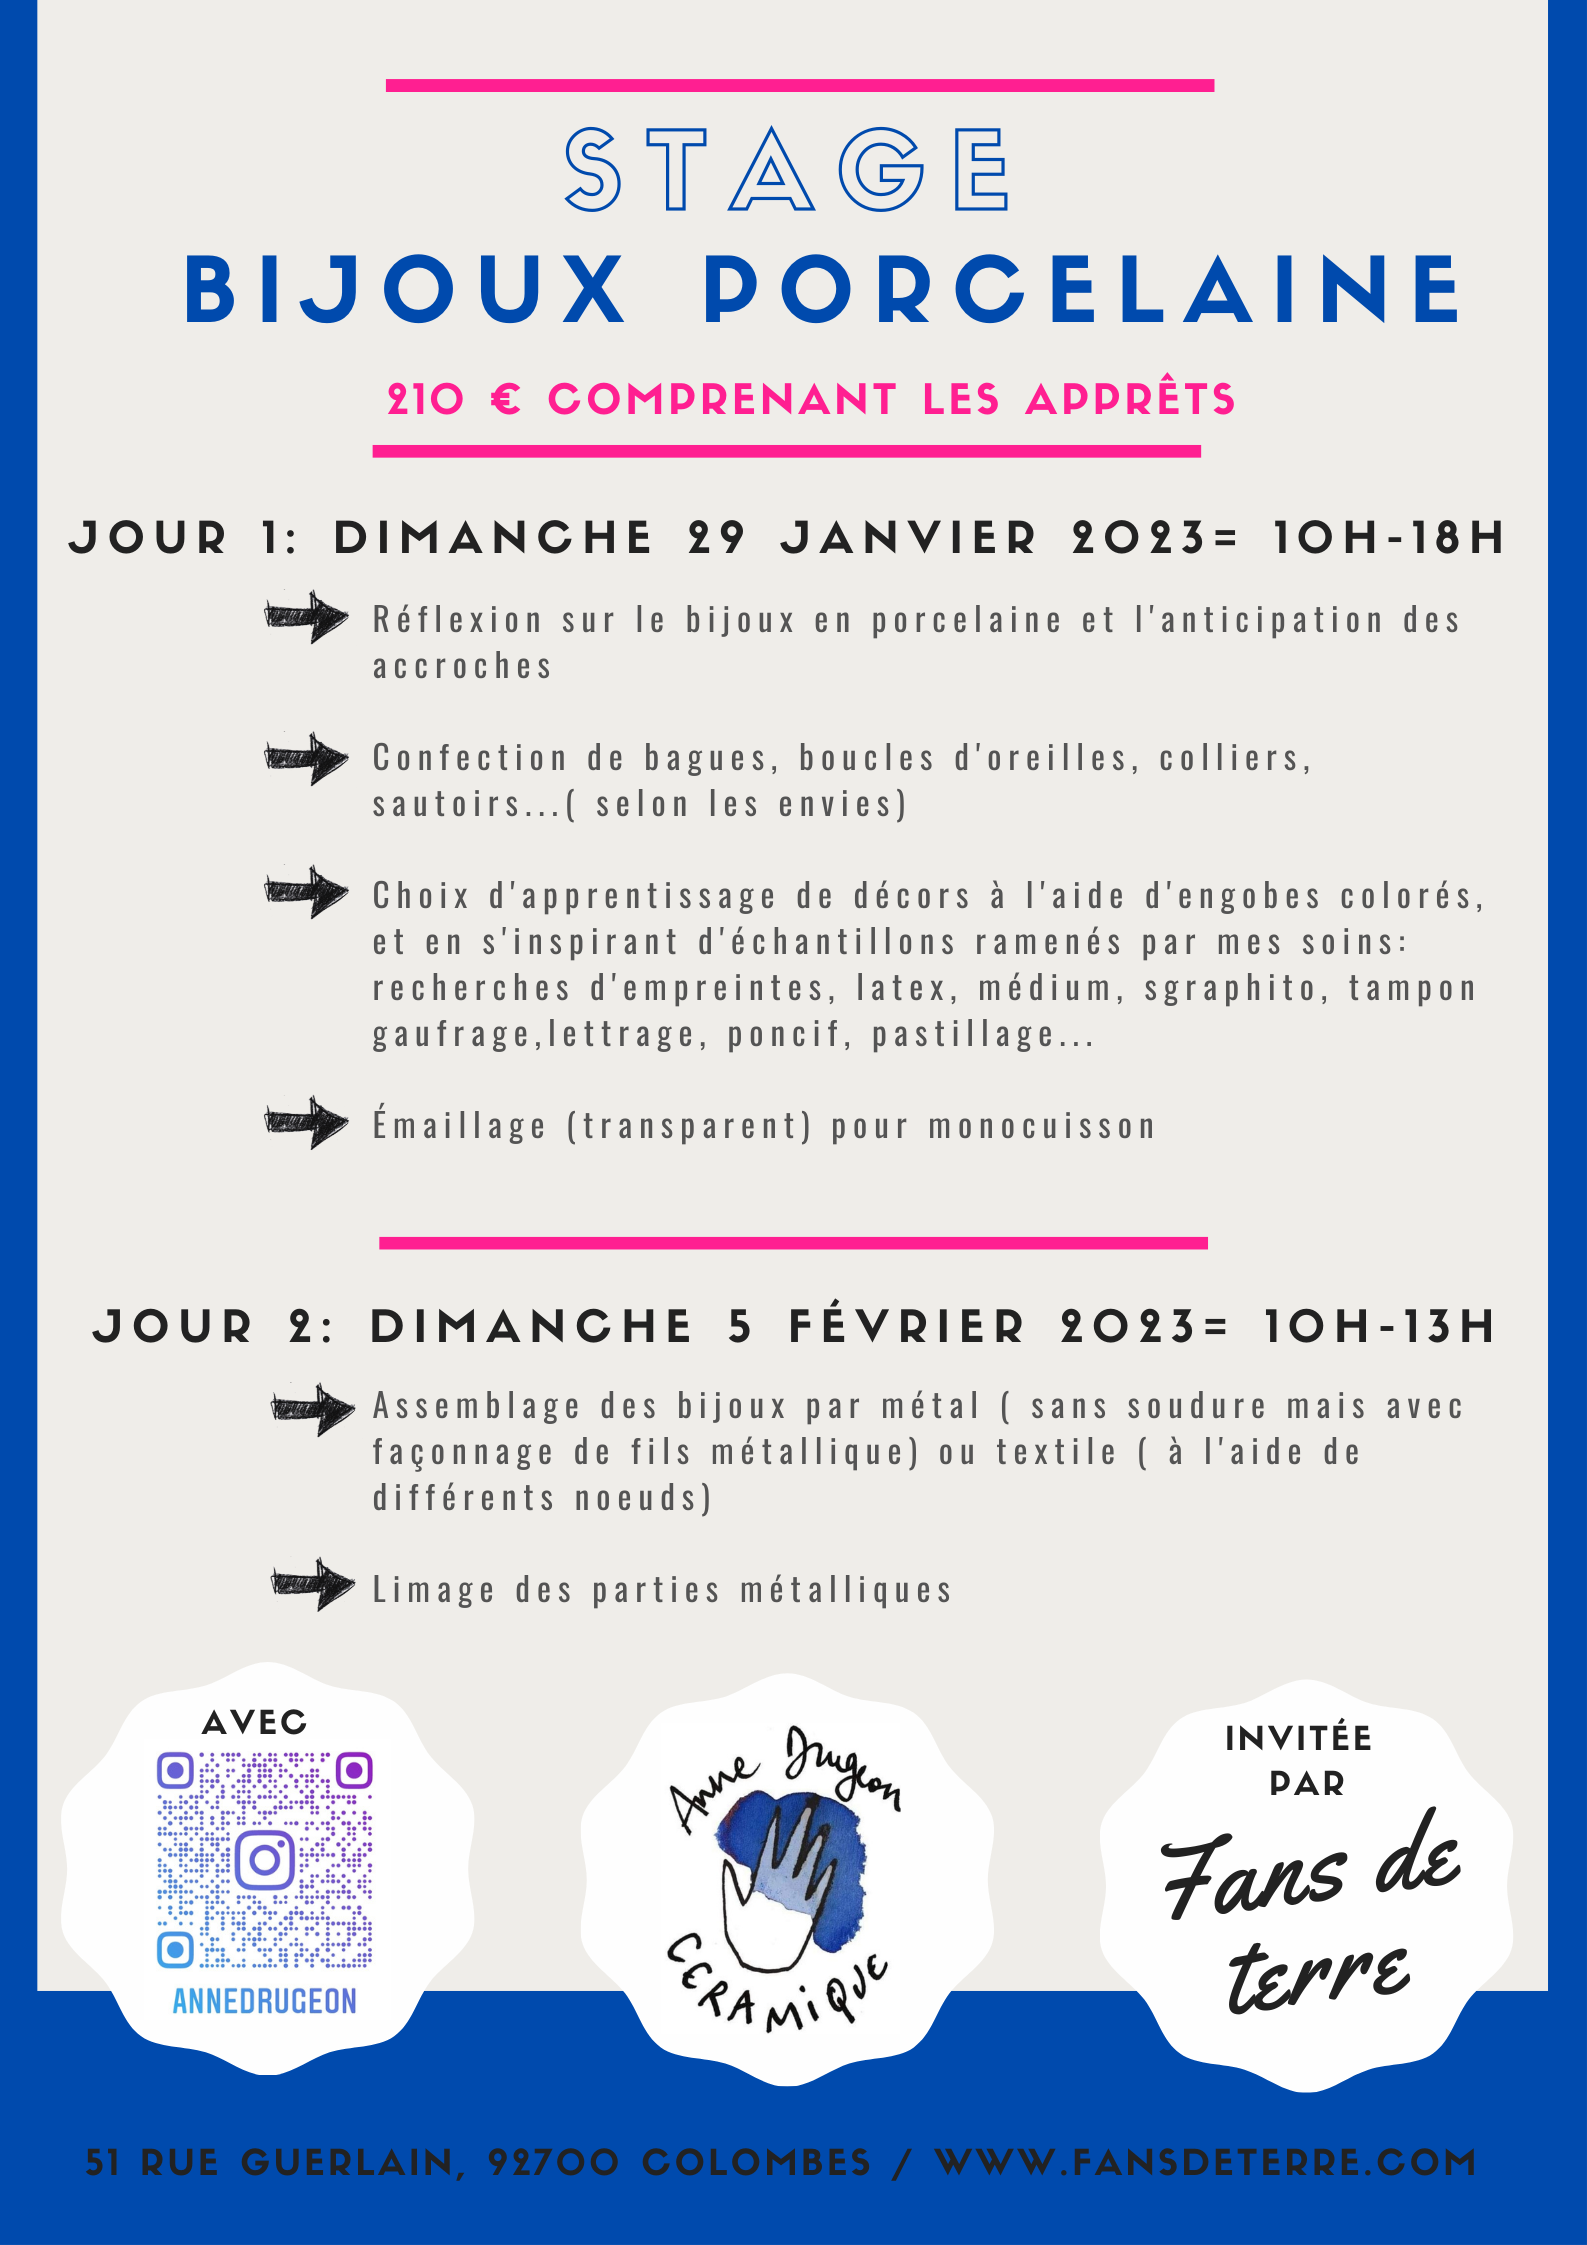 STAGE
BIJOUX PORCELAINE
210 € COMPRENANT LES APPRÊTS
JOUR 1: DIMANCHE 29 JANVIER 2023= 10H-18H
Réflexion sur le bijoux en porcelaine et l'anticipation des
accroches
Confection de bagues, boucles d'oreilles, colliers,
sautoirs...( selon les envies)
Choix d'apprentissage de décors à l'aide d'engobes colorés,
et en s'inspirant d'échantillons ramenés par mes soins:
recherches d'empreintes, latex, médium, sgraphito, tampon
gaufrage,lettrage, poncif, pastillage...
Émaillage (transparent) pour monocuisson
JOUR 2: DIMANCHE 5 FÉVRIER 2023= 10H-13H
Assemblage des bijoux par métal ( sans soudure mais avec
façonnage de fils métallique) ou textile ( à l'aide de
différents noeuds)
Limage des parties métalliques
AVEC
ANNEDRUGEON
Anne Drugeon
CERAMiQUE
INVITÉE
PAR
Fans de
terre
51 RUE GUERLAIN, 92700 COLOMBES / WWW.FANSDETERRE.COM